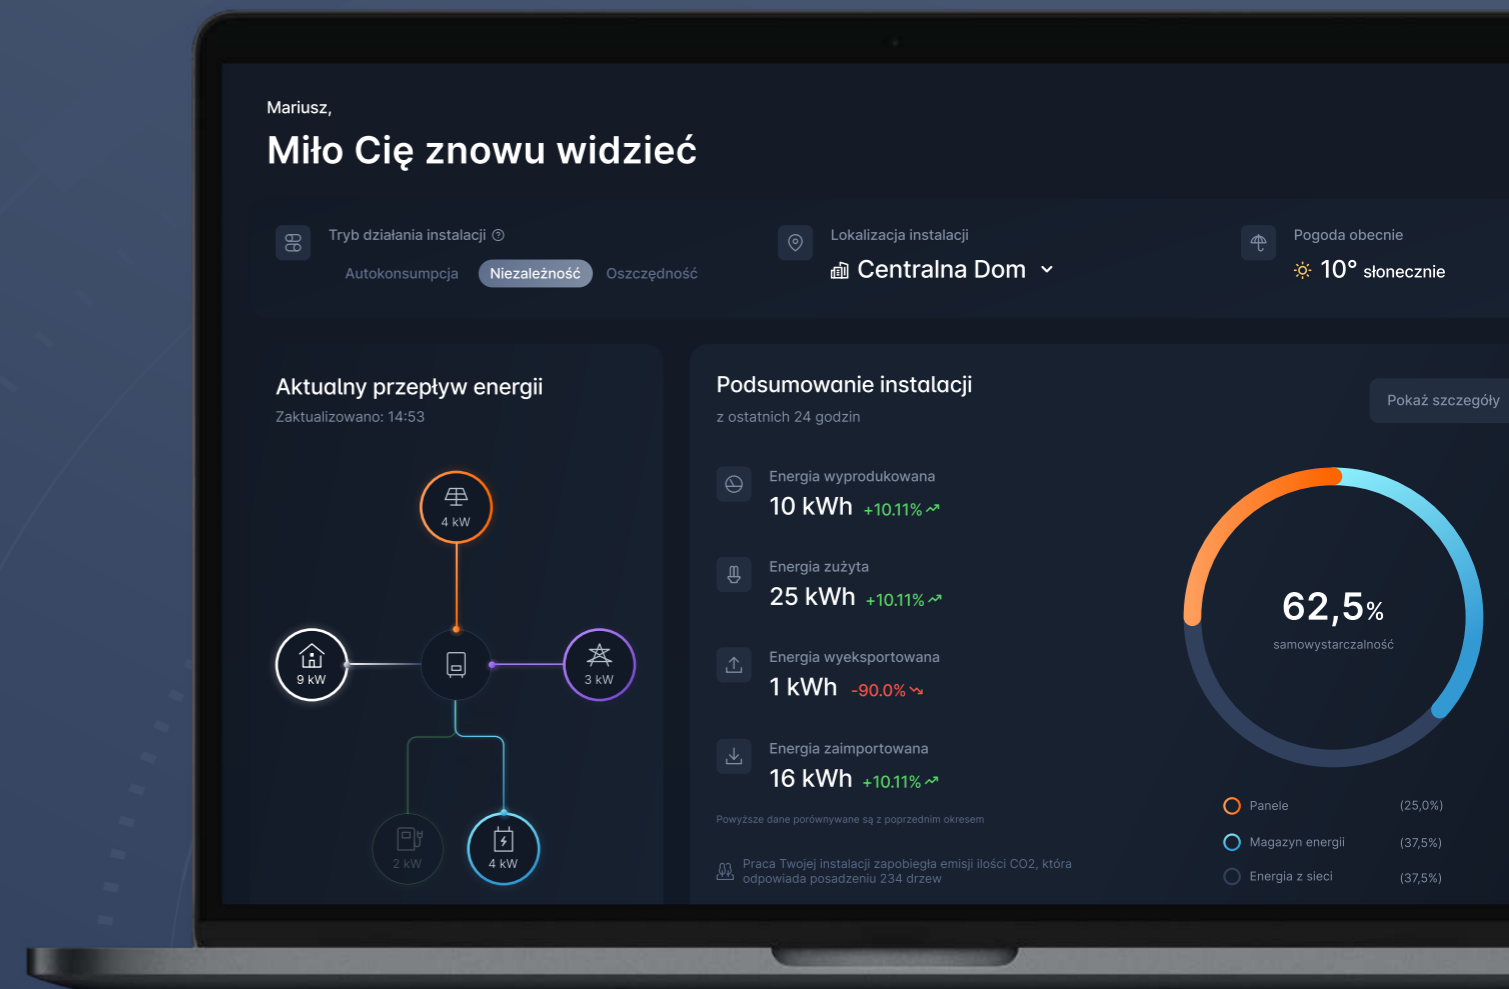 Mariusz,
Miło Cię znowu widzieć
Tryb działania instalacji
Autokonsumpcja Niezależność Oszczędność
Lokalizacja instalacji
Centralna Dom
Pogoda obecnie
10° słonecznie
Aktualny przepływ energii
Zaktualizowano: 14:53
4 kW
9 kW
3 kW
2 kW
4 kW
Podsumowanie instalacji
z ostatnich 24 godzin
Pokaż szczegóły
Energia wyprodukowana
10 kWh +10.11%
Energia zużyta
25 kWh +10.11%
Energia wyeksportowana
1 kWh -90.0%
Energia zaimportowana
16 kWh +10.11%
Powyższe dane porównywane są z poprzednim okresem
Praca Twojej instalacji zapobiegła emisji ilości CO2, która
odpowiada posadzeniu 234 drzew
62,5%
samowystarczalność
Panele (25,0%)
Magazyn energii (37,5%)
Energia z sieci (37,5%)